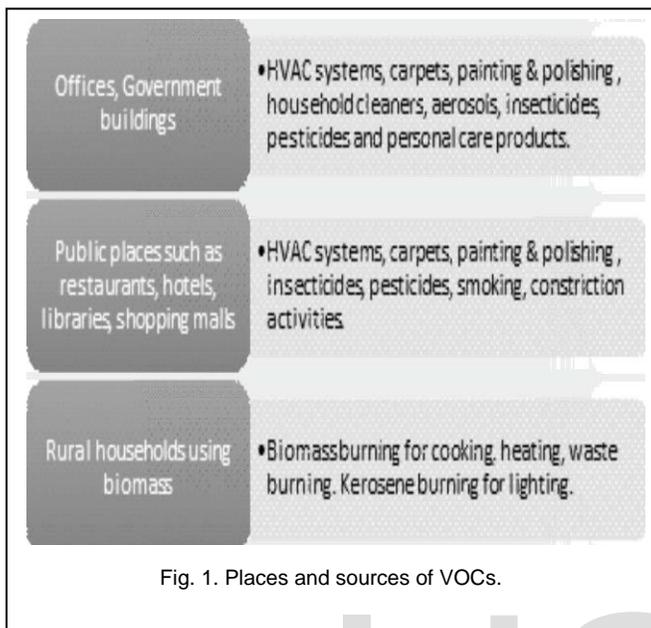 Offices, Government
buildings
•HVAC systems, carpets, painting & polishing ,
household cleaners, aerosols, insecticides,
pesticides and personal care products.
Public places such as
restaurants, hotels,
libraries, shopping malls
•HVAC systems, carpets, painting & polishing ,
insecticides, pesticides, smoking, constriction
activities.
Rural households using
biomass
•Biomass burning for cooking, heating, waste
burning. Kerosene burning for lighting.
Fig. 1. Places and sources of VOCs.